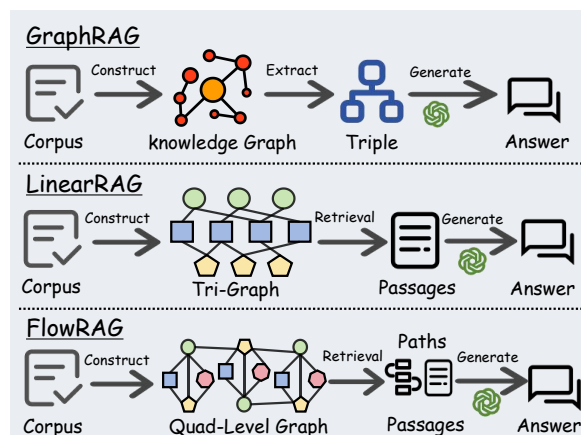 GraphRAG
Construct
Extract
Generate
Corpus
knowledge Graph
Triple
Answer
LinearRAG
Construct
Retrieval
Generate
Corpus
Tri-Graph
Passages
Answer
FlowRAG
Construct
Retrieval
Paths
Generate
Corpus
Quad-Level Graph
Passages
Answer